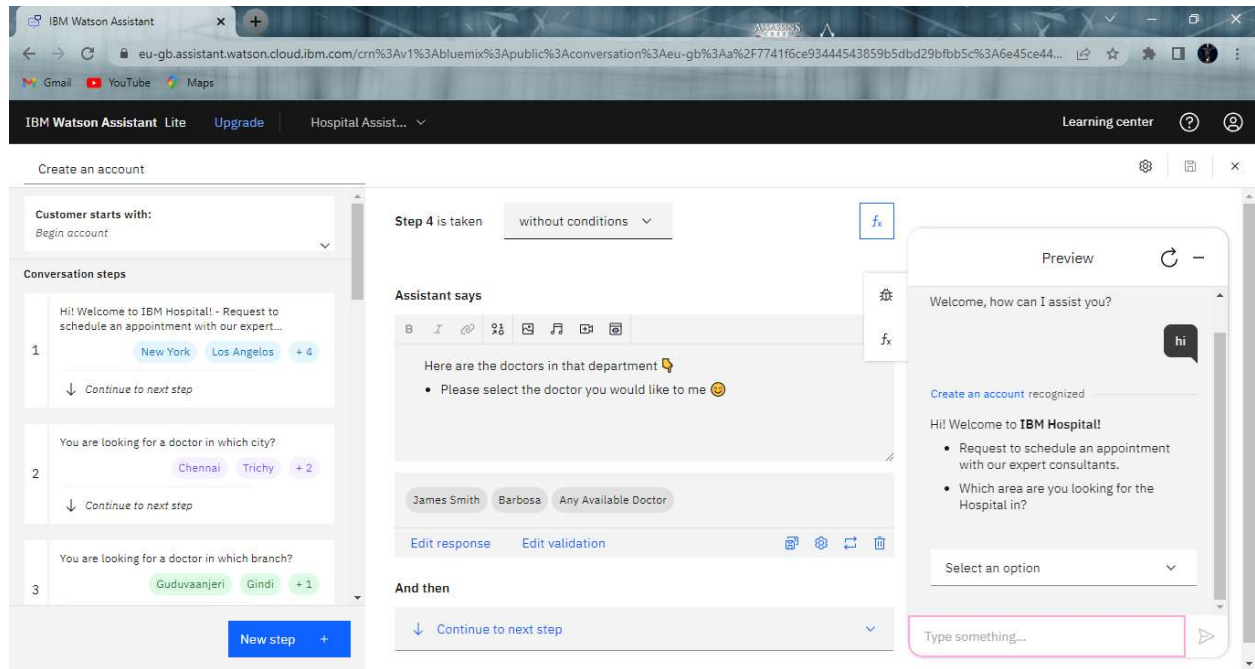 IBM Watson Assistant
ASSASSINS
CREED
eu-gb.assistant.watson.cloud.ibm.com/crn%3Av1%3Abluemix%3Apublic%3Aconversation%3Aeu-gb%3Aa%2F7741f6ce93444543859b5dbd29bfbb5c%3A6e45ce44...
Gmail YouTube Maps
IBM Watson Assistant Lite Upgrade Hospital Assist... Learning center
Create an account
Customer starts with:
Begin account
Conversation steps
1
Hi! Welcome to IBM Hospital! - Request to
schedule an appointment with our expert...
New York Los Angelos + 4
Continue to next step
2
You are looking for a doctor in which city?
Chennai Trichy + 2
Continue to next step
3
You are looking for a doctor in which branch?
Guduvaanjeri Gindi + 1
New step +
Step 4 is taken without conditions
fx
Assistant says
B I
fx
Here are the doctors in that department 👇
• Please select the doctor you would like to me 😊
James Smith Barbosa Any Available Doctor
Edit response Edit validation
And then
Continue to next step
Preview
Welcome, how can I assist you?
hi
Create an account recognized
Hi! Welcome to IBM Hospital!
• Request to schedule an appointment
with our expert consultants.
• Which area are you looking for the
Hospital in?
Select an option
Type something...